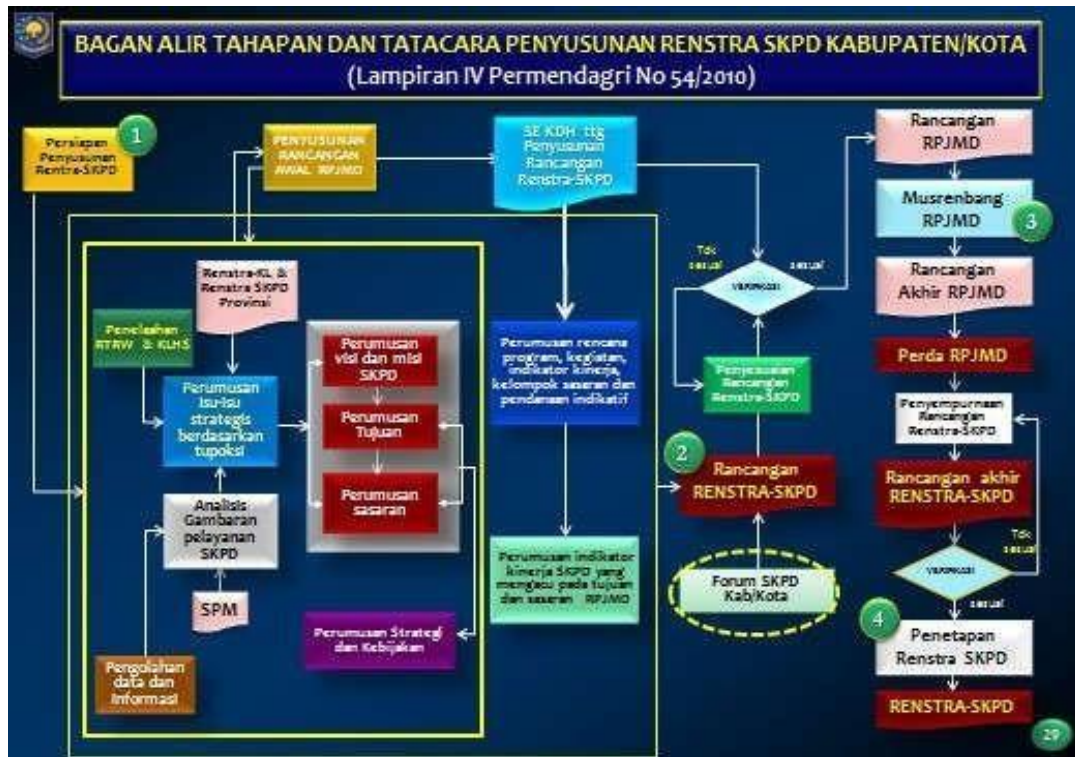 BAGAN ALIR TAHAPAN DAN TATACARA PENYUSUNAN RENSTRA SKPD KABUPATEN/KOTA
(Lampiran IV Permendagri No 54/2010)
1
Persiapan
Penyusunan
Rentra-SKPD
PENYUSUNAN
RANCANGAN
AWAL RPJMD
SE KDH ttg
Penyusunan
Rancangan
Renstra-SKPD
Renstra-KL &
Renstra SKPD
Provinsi
Penelaahan
RTRW & KLHS
Perumusan
Isu-isu
strategis
berdasarkan
tupoksi
Analisis
Gambaran
pelayanan
SKPD
SPM
Pengolahan
data dan
informasi
Perumusan
visi dan misi
SKPD
Perumusan
Tujuan
Perumusan
sasaran
Perumusan Strategi
dan Kebijakan
Perumusan rencana
program, kegiatan,
indikator kinerja,
kelompok sasaran dan
pendanaan indikatif
Perumusan indikator
kinerja SKPD yang
mengacu pada tujuan
dan sasaran RPJMD
Tdk
sesuai
sesuai
VERIFIKASI
Penyesuaian
Rancangan
Renstra-SKPD
2
Rancangan
RENSTRA-SKPD
Forum SKPD
Kab/Kota
Rancangan
RPJMD
Musrenbang
RPJMD
3
Rancangan
Akhir RPJMD
Perda RPJMD
Penyempurnaan
Rancangan
Renstra-SKPD
Rancangan akhir
RENSTRA-SKPD
Tdk
sesuai
VERIFIKASI
sesuai
4
Penetapan
Renstra SKPD
RENSTRA-SKPD
29